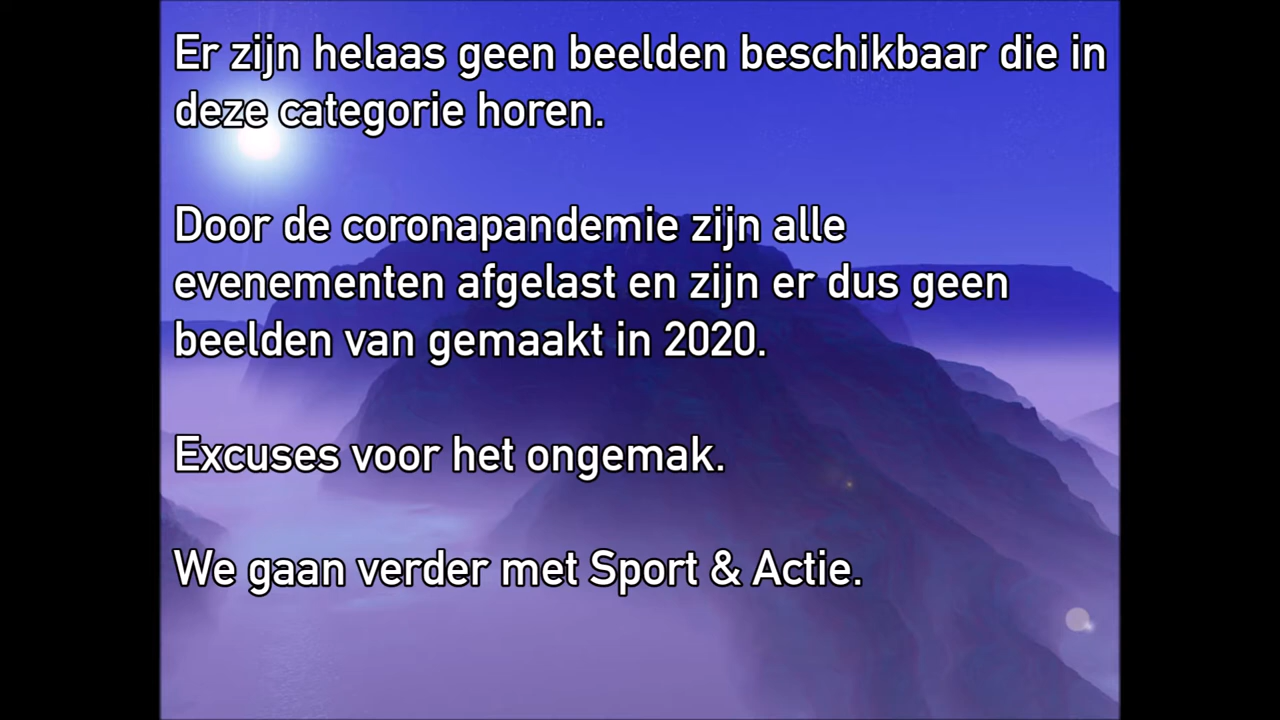 Er zijn helaas geen beelden beschikbaar die in
deze categorie horen.
Door de coronapandemie zijn alle
evenementen afgelast en zijn er dus geen
beelden van gemaakt in 2020.
Excuses voor het ongemak.
We gaan verder met Sport & Actie.